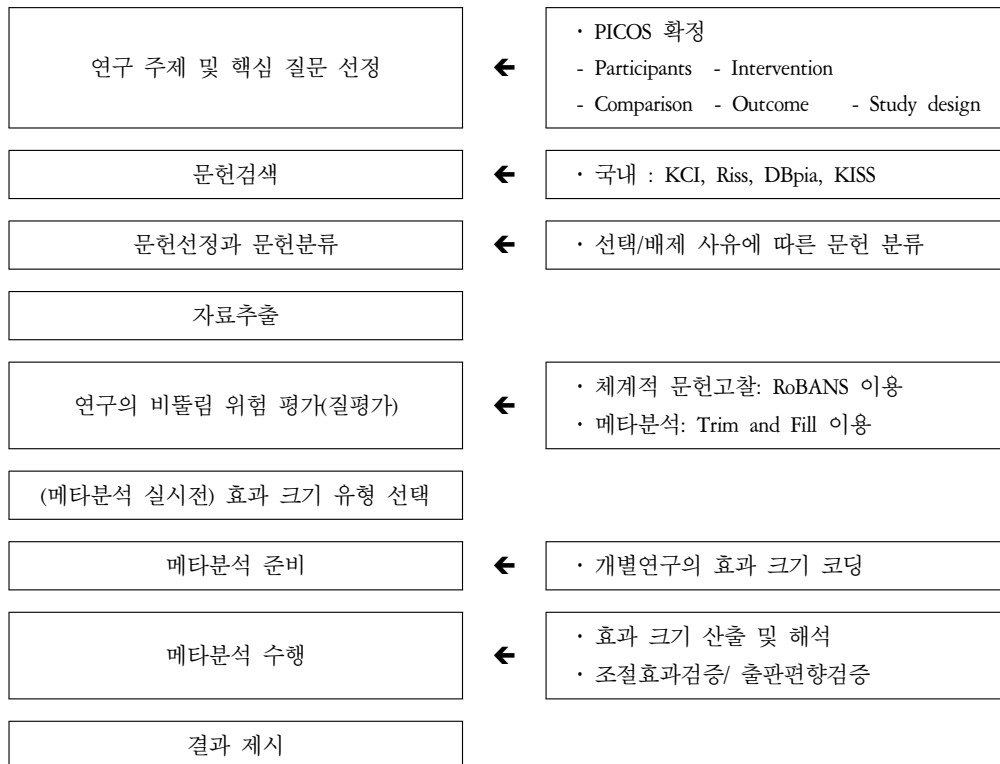 연구 주제 및 핵심 질문 선정
· PICOS 확정
- Participants - Intervention
- Comparison - Outcome - Study design
문헌검색
· 국내 : KCI, Riss, DBpia, KISS
문헌선정과 문헌분류
· 선택/배제 사유에 따른 문헌 분류
자료추출
연구의 비뚤림 위험 평가(질평가)
· 체계적 문헌고찰: RoBANS 이용
· 메타분석: Trim and Fill 이용
(메타분석 실시전) 효과 크기 유형 선택
메타분석 준비
· 개별연구의 효과 크기 코딩
메타분석 수행
· 효과 크기 산출 및 해석
· 조절효과검증/ 출판편향검증
결과 제시